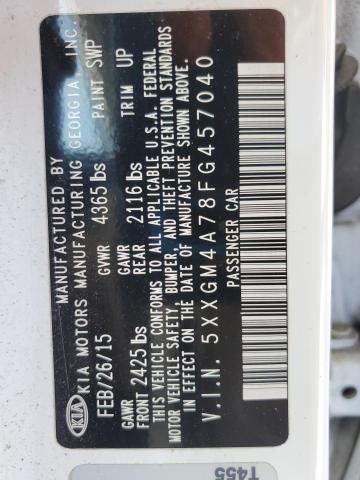 MANUFACTURED BY
KIA KIA MOTORS MANUFACTURING GEORGIA, INC.
FEB/26/15 GVWR 4365 lbs PAINT SWP
GAWR FRONT 2425 lbs GAWR REAR 2116 lbs TRIM UP
THIS VEHICLE CONFORMS TO ALL APPLICABLE U.S.A. FEDERAL
MOTOR VEHICLE SAFETY, BUMPER, AND THEFT PREVENTION STANDARDS
IN EFFECT ON THE DATE OF MANUFACTURE SHOWN ABOVE.
V.I.N. 5XXGM4A78FG457040
PASSENGER CAR
T455